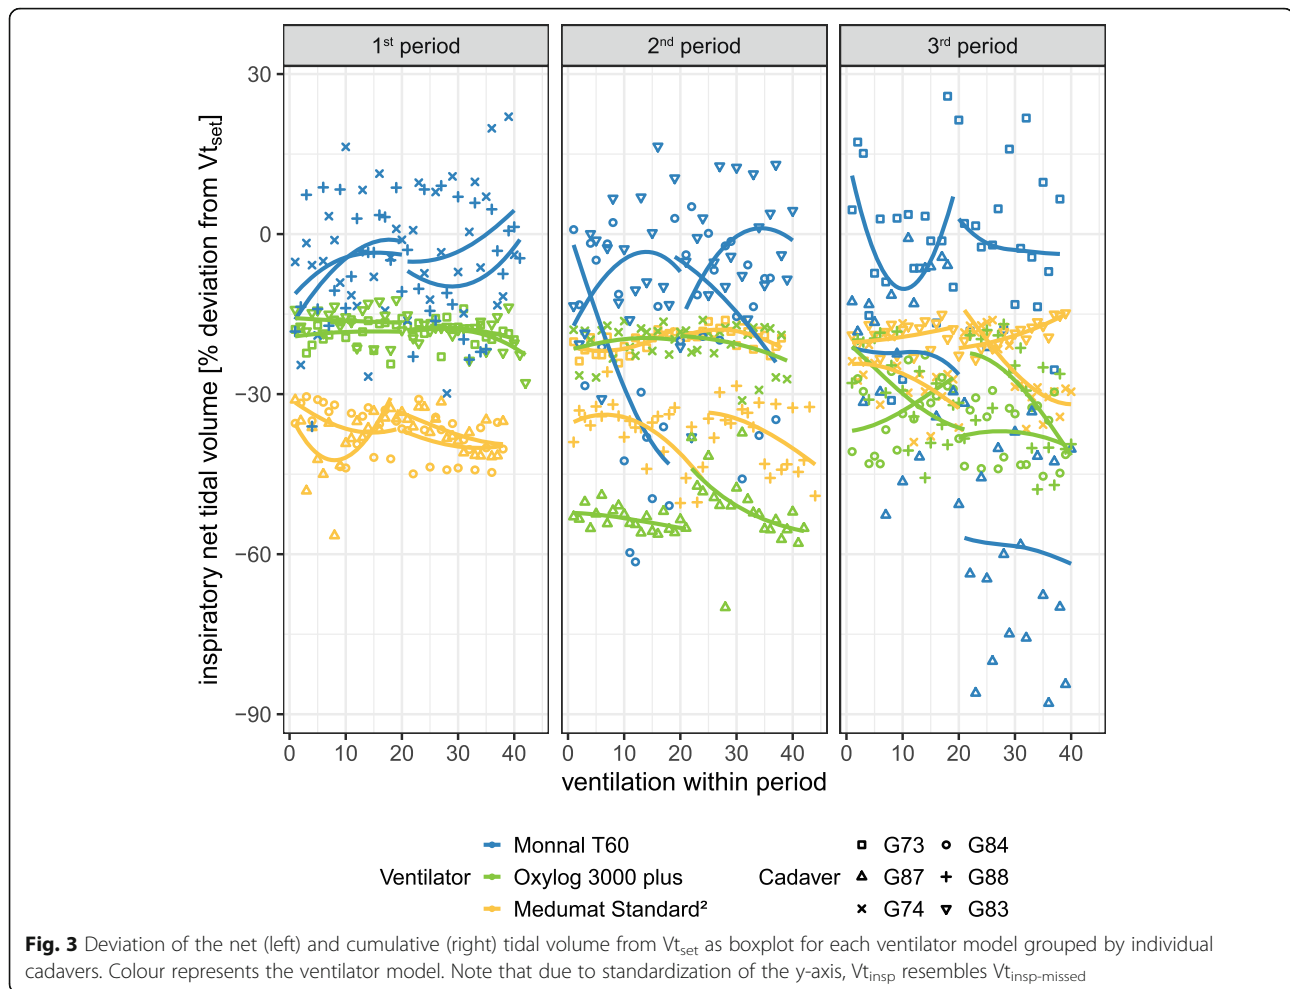 1st period 2nd period 3rd period
inspiratory net tidal volume [% deviation from Vtset]
30
0
−30
−60
−90
0 10 20 30 40 0 10 20 30 40 0 10 20 30 40
ventilation within period
Ventilator
Monnal T60
Oxylog 3000 plus
Medumat Standard²
Cadaver
G73 G84
G87 G88
G74 G83
Fig. 3 Deviation of the net (left) and cumulative (right) tidal volume from Vtset as boxplot for each ventilator model grouped by individual
cadavers. Colour represents the ventilator model. Note that due to standardization of the y-axis, Vtinsp resembles Vtinsp-missed